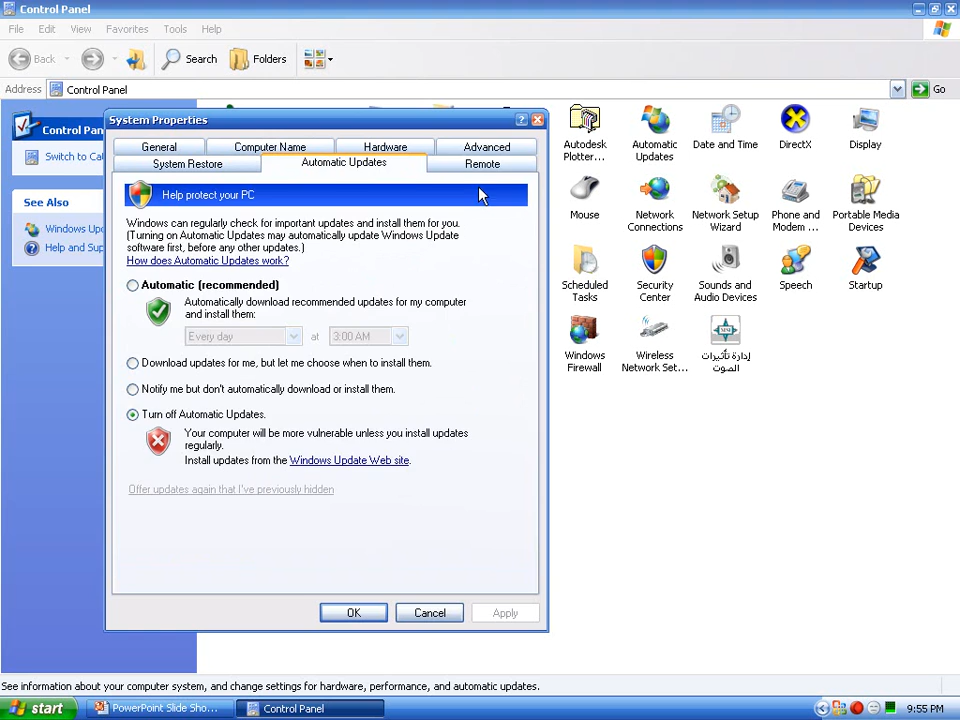 Control Panel
File Edit View Favorites Tools Help
Back Search Folders
Address Control Panel Go
Control Pan
Switch to Cat
See Also
Windows Upd
Help and Sup
System Properties
General Computer Name Hardware Advanced
System Restore Automatic Updates Remote
Help protect your PC
Windows can regularly check for important updates and install them for you.
(Turning on Automatic Updates may automatically update Windows Update
software first, before any other updates.)
How does Automatic Updates work?
Automatic (recommended)
Automatically download recommended updates for my computer
and install them:
Every day at 3:00 AM
Download updates for me, but let me choose when to install them.
Notify me but don't automatically download or install them.
Turn off Automatic Updates.
Your computer will be more vulnerable unless you install updates
regularly.
Install updates from the Windows Update Web site.
Offer updates again that I've previously hidden
OK Cancel Apply
Autodesk
Plotter...
Automatic
Updates
Date and Time
DirectX
Display
Mouse
Network
Connections
Network Setup
Wizard
Phone and
Modem ...
Portable Media
Devices
Scheduled
Tasks
Security
Center
Sounds and
Audio Devices
Speech
Startup
Windows
Firewall
Wireless
Network Set...
إدارة تأثيرات
الصوت
See information about your computer system, and change settings for hardware, performance, and automatic updates.
start PowerPoint Slide Sho... Control Panel 9:55 PM